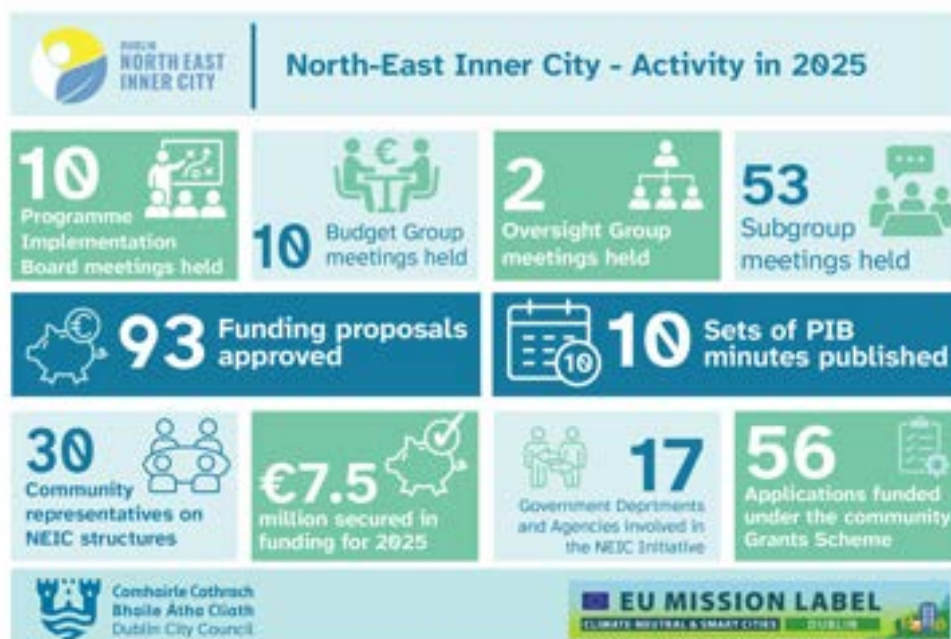 DUBLIN
NORTH EAST
INNER CITY
North-East Inner City - Activity in 2025
10
Programme
Implementation
Board meetings held
10
Budget Group
meetings held
2
Oversight Group
meetings held
53
Subgroup
meetings held
93
Funding proposals
approved
10
10
Sets of PIB
minutes published
30
Community
representatives on
NEIC structures
€7.5
million secured in
funding for 2025
17
Government Deprtments
and Agencies involved in
the NEIC Initiative
56
Applications funded
under the community
Grants Scheme
Comhairle Cathrach
Bhaile Átha Cliath
Dublin City Council
EU MISSION LABEL
CLIMATE-NEUTRAL & SMART CITIES
DUBLIN